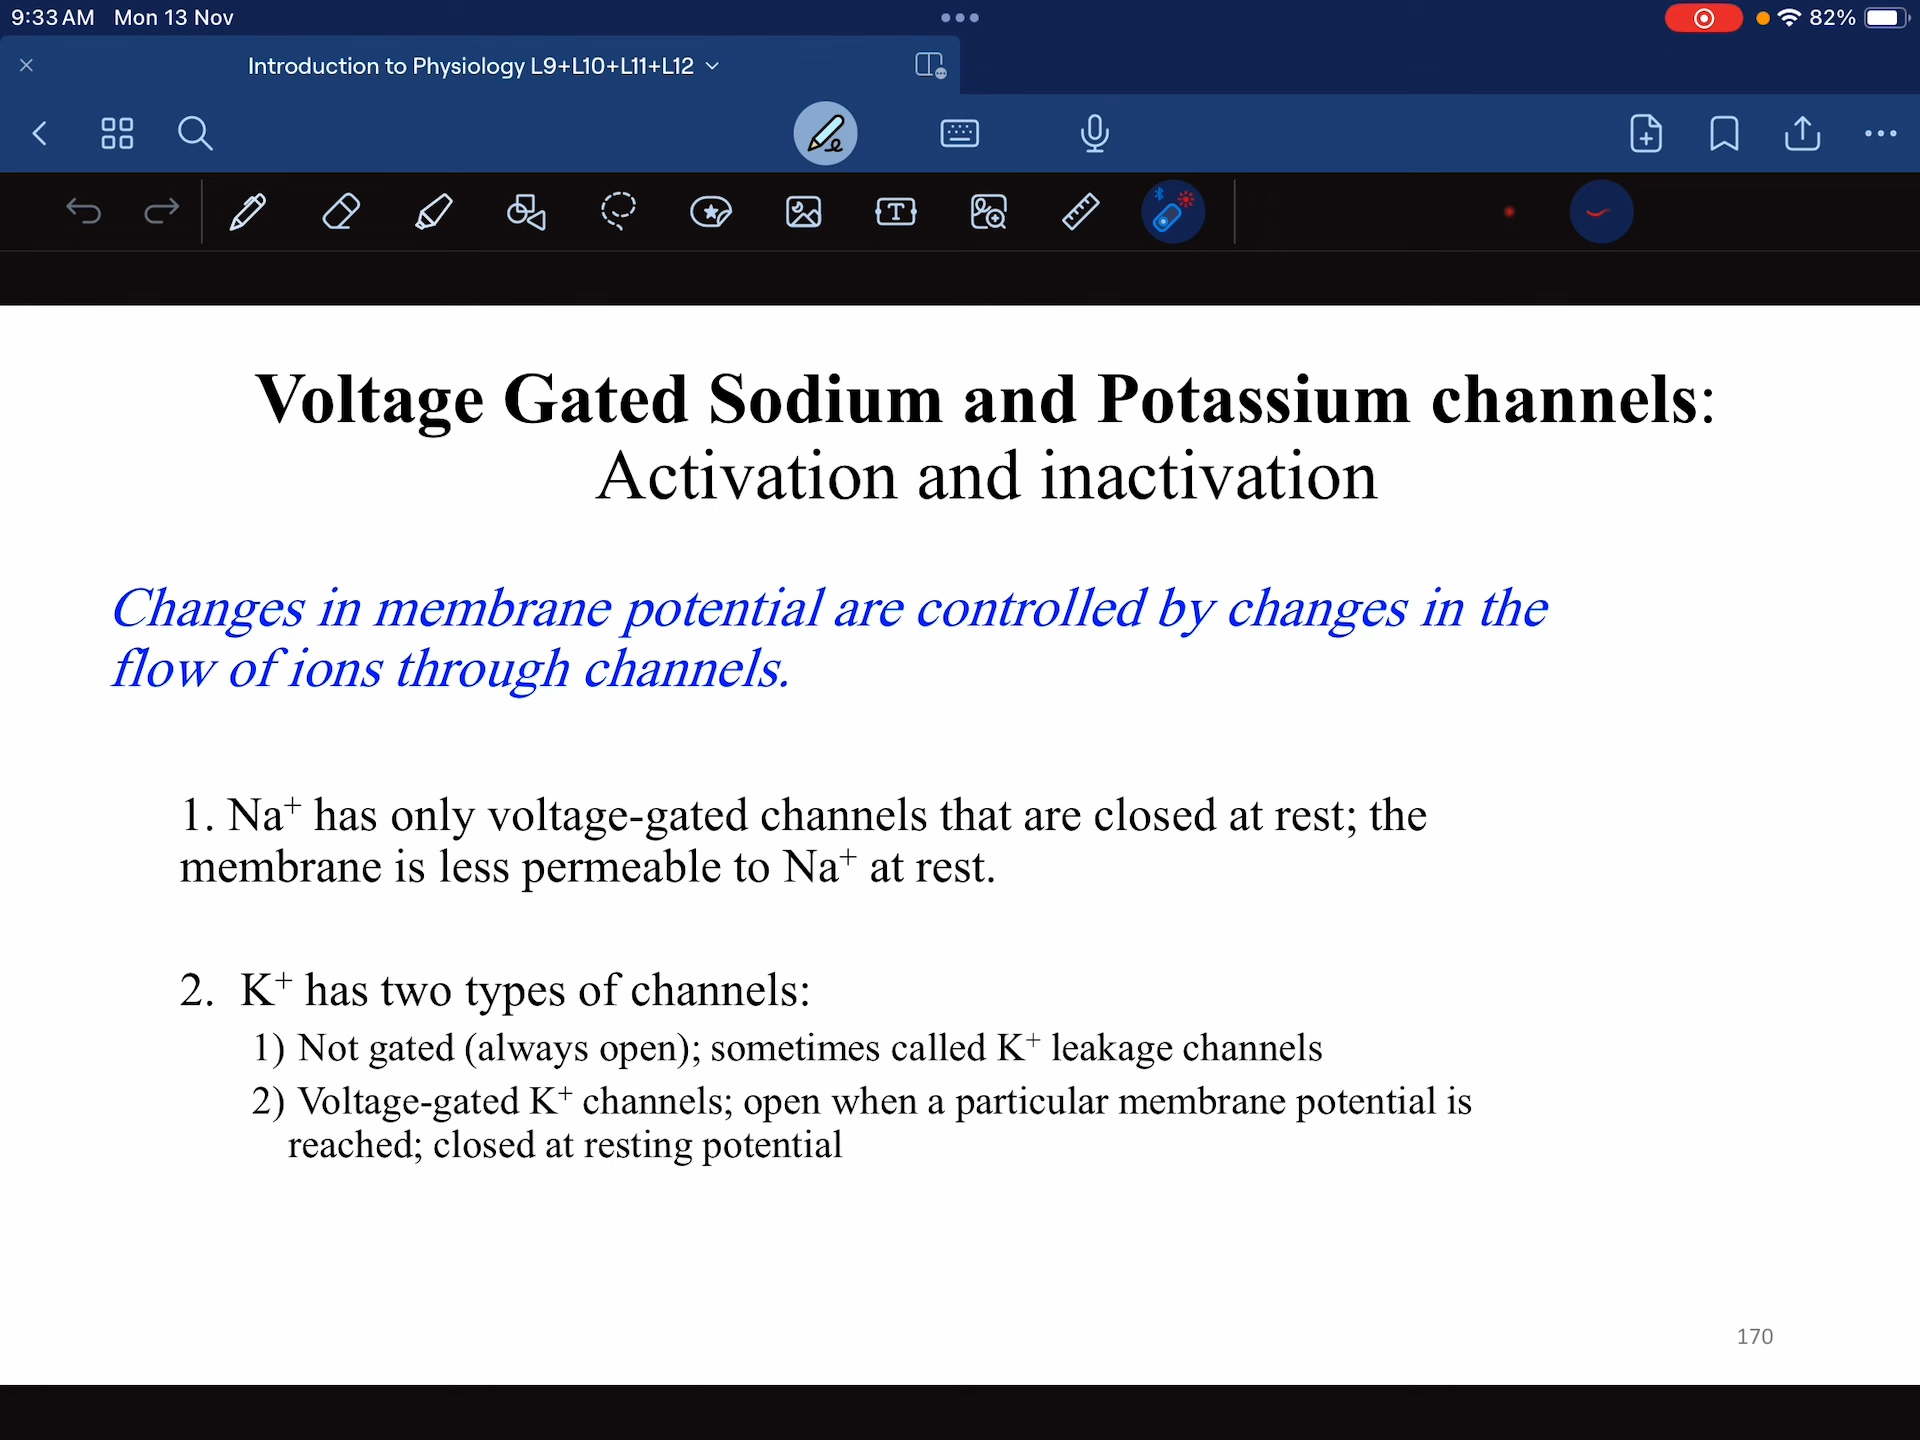 9:33 AM Mon 13 Nov
82%
Introduction to Physiology L9+L10+L11+L12
Voltage Gated Sodium and Potassium channels:
Activation and inactivation
Changes in membrane potential are controlled by changes in the
flow of ions through channels.
1. Na⁺ has only voltage-gated channels that are closed at rest; the
membrane is less permeable to Na⁺ at rest.
2. K⁺ has two types of channels:
1) Not gated (always open); sometimes called K⁺ leakage channels
2) Voltage-gated K⁺ channels; open when a particular membrane potential is
reached; closed at resting potential
170